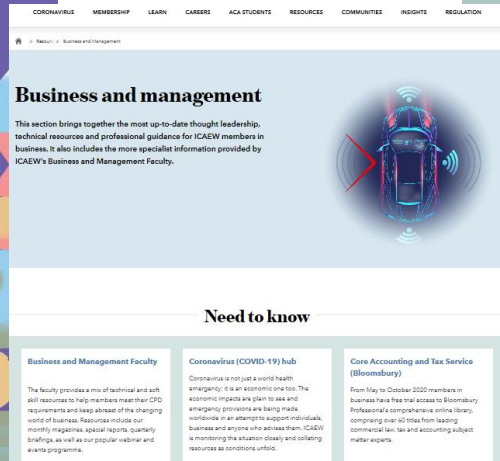 CORONAVIRUS MEMBERSHIP LEARN CAREERS ACA STUDENTS RESOURCES COMMUNITIES INSIGHTS REGULATION
> Resour > Business and Management
Business and management
This section brings together the most up-to-date thought leadership,
technical resources and professional guidance for ICAEW members in
business. It also includes the more specialist information provided by
ICAEW's Business and Management Faculty.
Need to know
Business and Management Faculty
The faculty provides a mix of technical and soft
skill resources to help members meet their CPD
requirements and keep abreast of the changing
world of business. Resources include our
monthly magazines, special reports, quarterly
briefings, as well as our popular webinar and
events programme.
Coronavirus (COVID-19) hub
Coronavirus is not just a world health
emergency; it is an economic one too. The
economic impacts are plain to see and
emergency provisions are being made
worldwide in an attempt to support individuals,
business and anyone who advises them. ICAEW
is monitoring the situation closely and collating
resources as conditions unfold.
Core Accounting and Tax Service
(Bloomsbury)
From May to October 2020 members in
business have free trial access to Bloomsbury
Professional's comprehensive online library,
comprising over 60 titles from leading
commercial law, tax and accounting subject
matter experts.